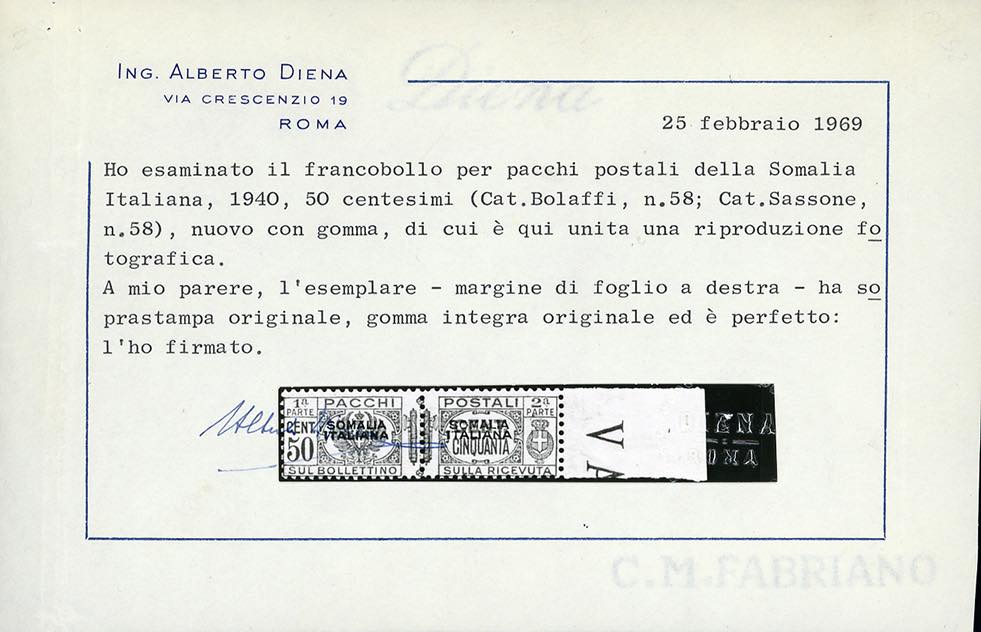 Diena
ING. ALBERTO DIENA
VIA CRESCENZIO 19
ROMA
25 febbraio 1969
Ho esaminato il francobollo per pacchi postali della Somalia
Italiana, 1940, 50 centesimi (Cat.Bolaffi, n.58; Cat.Sassone,
n.58), nuovo con gomma, di cui è qui unita una riproduzione fo
tografica.
A mio parere, l'esemplare - margine di foglio a destra - ha so
prastampa originale, gomma integra originale ed è perfetto:
l'ho firmato.
1ª PARTE PACCHI POSTALI 2ª PARTE
CENT. 50 SOMALIA ITALIANA SOMALIA ITALIANA CINQUANTA
SUL BOLLETTINO SULLA RICEVUTA
V A
ENA
ROMA
C.M.FABRIANO